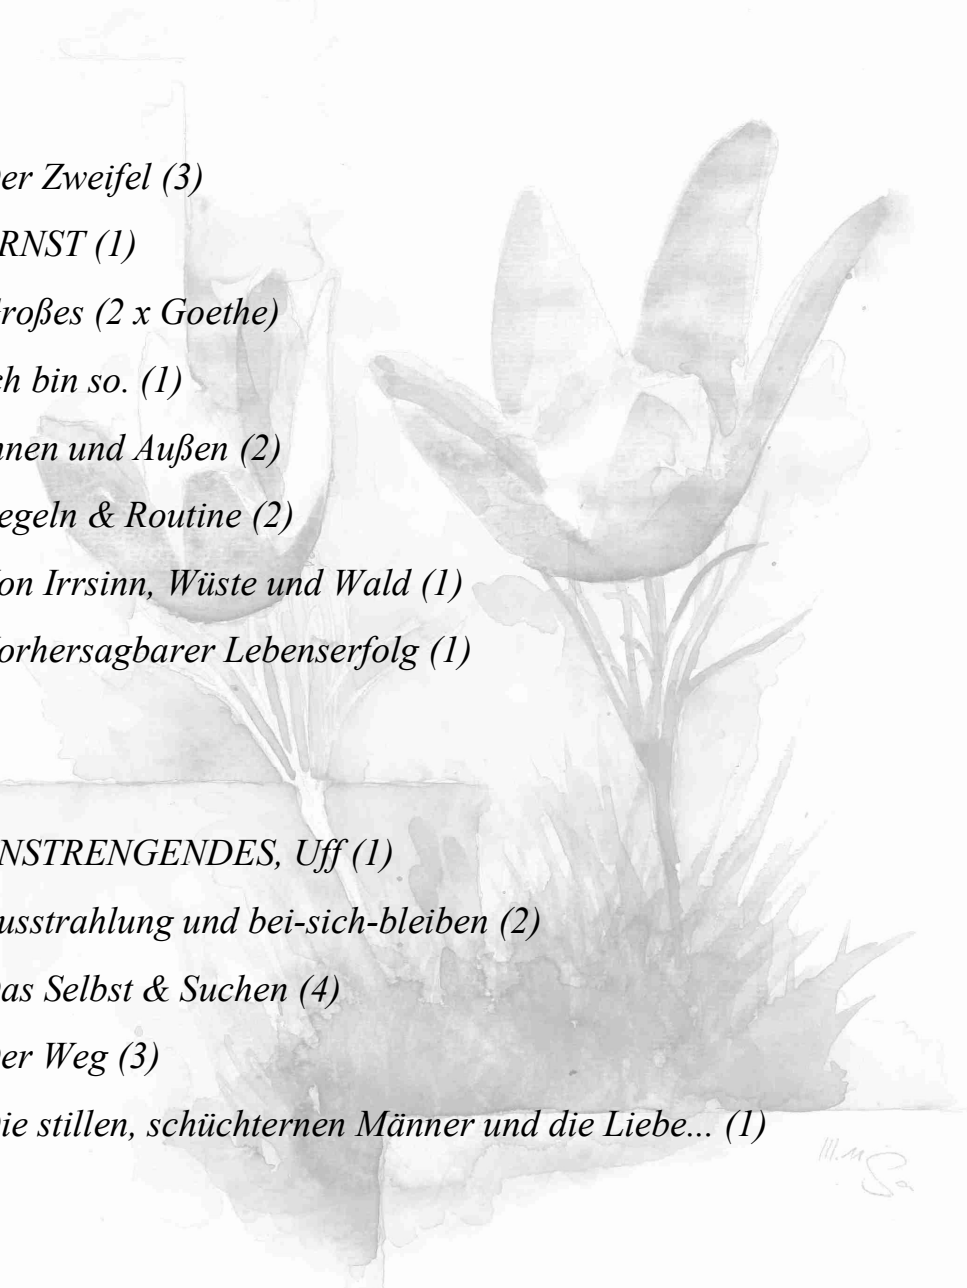 er Zweifel (3)
RNST (1)
roßes (2 x Goethe)
ch bin so. (1)
nnen und Außen (2)
egeln & Routine (2)
on Irrsinn, Wüste und Wald (1)
orhersagbarer Lebenserfolg (1)
NSTRENGENDES, Uff (1)
usstrahlung und bei-sich-bleiben (2)
as Selbst & Suchen (4)
er Weg (3)
ie stillen, schüchternen Männer und die Liebe... (1)